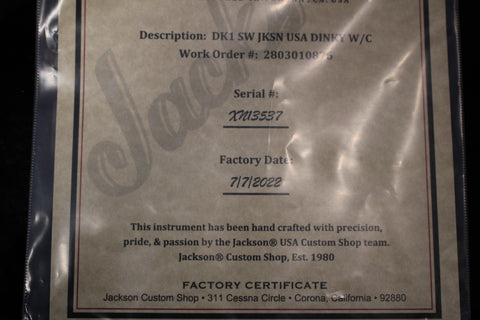 Description: DK1 SW JKSN USA DINKY W/C
Work Order #:
Serial #:
XN13537
Factory Date:
7/7/2022
This instrument has been hand crafted with precision,
pride, & passion by the Jackson® USA Custom Shop team.
Jackson® Custom Shop, Est. 1980
FACTORY CERTIFICATE
Jackson Custom Shop • 311 Cessna Circle • Corona, California • 92880